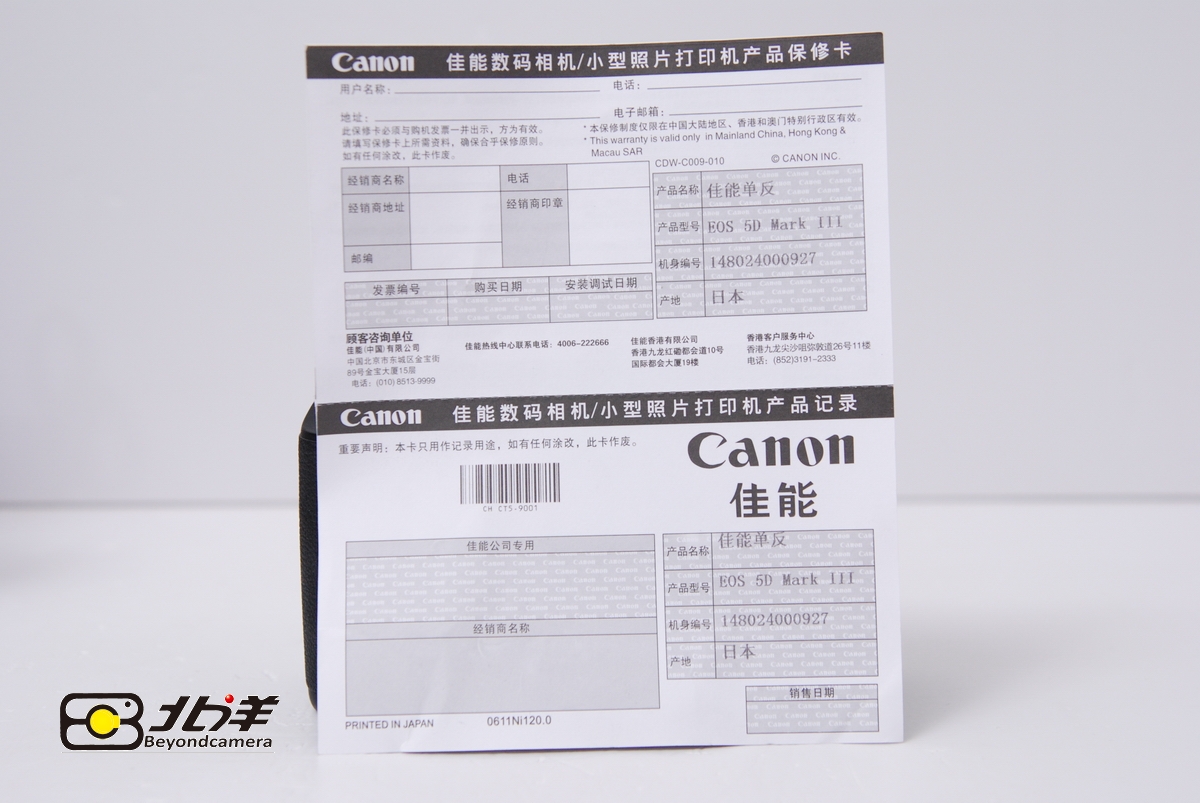 Canon 佳能数码相机/小型照片打印机产品保修卡
用户名称: 电话:
地址: 电子邮箱:
此保修卡必须与购机发票一并出示，方为有效。
请填写保修卡上所需资料，确保合乎保修原则。
如有任何涂改，此卡作废。
* 本保修制度仅限在中国大陆地区、香港和澳门特别行政区有效。
* This warranty is valid only in Mainland China, Hong Kong &
Macau SAR
CDW-C009-010 © CANON INC.
经销商名称 电话
经销商地址 经销商印章
邮编
产品名称 佳能单反
产品型号 EOS 5D Mark III
机身编号 148024000927
产地 日本
发票编号 购买日期 安装调试日期
顾客咨询单位
佳能(中国)有限公司
中国北京市东城区金宝街
89号金宝大厦15层
电话: (010) 8513-9999
佳能热线中心联系电话: 4006-222666
佳能香港有限公司
香港九龙红磡都会道10号
国际都会大厦19楼
香港客户服务中心
香港九龙尖沙咀弥敦道26号11楼
电话: (852)3191-2333
Canon 佳能数码相机/小型照片打印机产品记录
重要声明: 本卡只用作记录用途，如有任何涂改，此卡作废。
CH CT5-9001
Canon
佳能
佳能公司专用
经销商名称
产品名称 佳能单反
产品型号 EOS 5D Mark III
机身编号 148024000927
产地 日本
销售日期
PRINTED IN JAPAN 0611Ni120.0
北洋
Beyondcamera